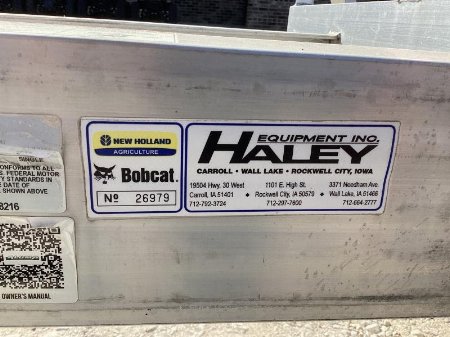 SINGLE
CONFORMS TO ALL
S. FEDERAL MOTOR
Y STANDARDS IN
E DATE OF
SHOWN ABOVE
8216
OWNER'S MANUAL
NEW HOLLAND
AGRICULTURE
Bobcat.
No 26979
EQUIPMENT INC.
HALEY
CARROLL • WALL LAKE • ROCKWELL CITY, IOWA
19504 Hwy. 30 West 1101 E. High St. 3371 Needham Ave.
Carroll, IA 51401 ♦ Rockwell City, IA 50579 ♦ Wall Lake, IA 51466
712-792-3724 712-297-7600 712-664-2777